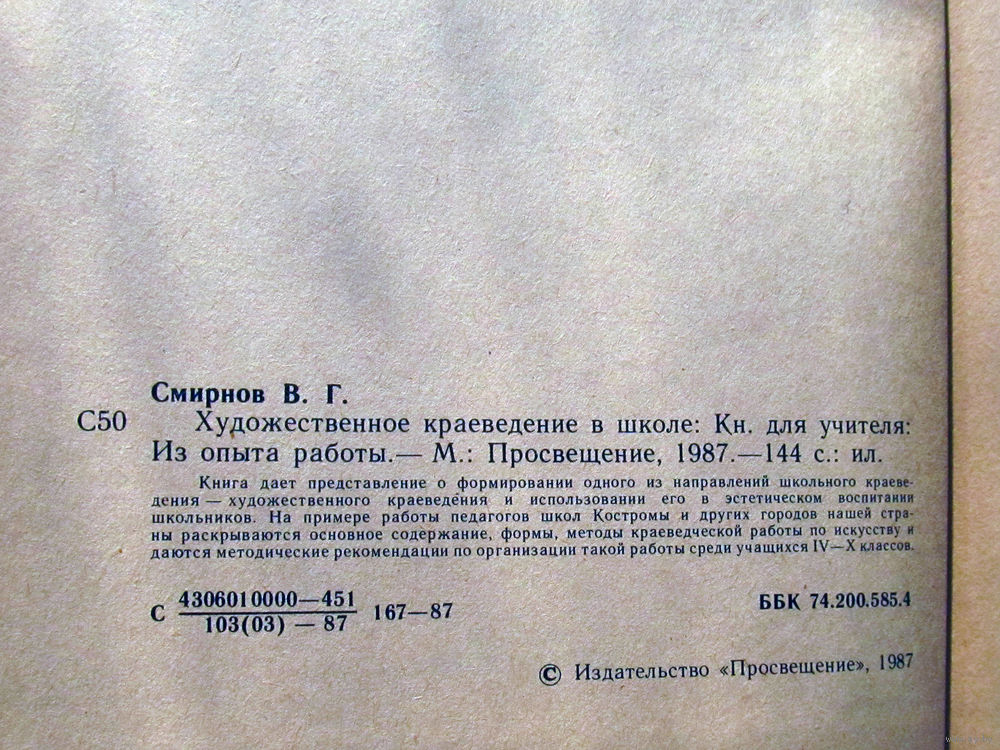 Смирнов В. Г.
С50 Художественное краеведение в школе: Кн. для учителя:
Из опыта работы.— М.: Просвещение, 1987.—144 с.: ил.
Книга дает представление о формировании одного из направлений школьного краеве-
дения — художественного краеведения и использовании его в эстетическом воспитании
школьников. На примере работы педагогов школ Костромы и других городов нашей стра-
ны раскрываются основное содержание, формы, методы краеведческой работы по искусству и
даются методические рекомендации по организации такой работы среди учащихся IV—X классов.
С 4306010000—451 167—87
103(03) — 87
ББК 74.200.585.4
© Издательство «Просвещение», 1987